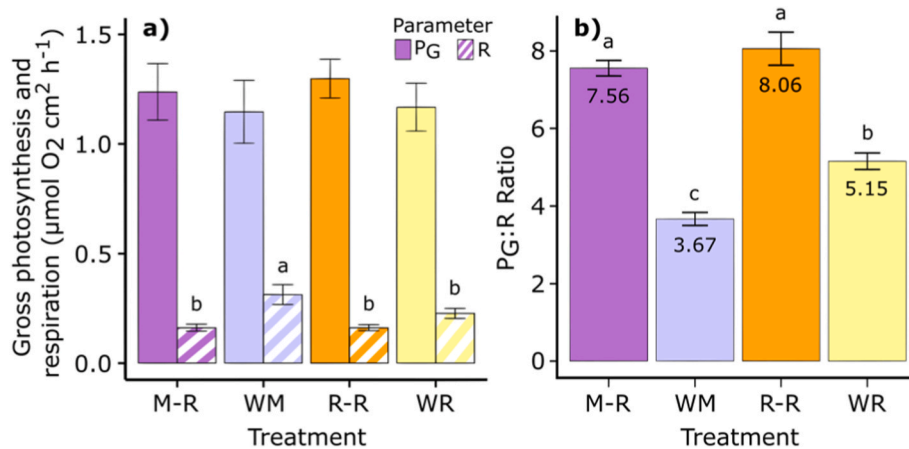 Gross photosynthesis and
respiration (µmol O2 cm² h⁻¹)
a)
Parameter
PG R
1.5
1.0
0.5
0.0
b
a
b
b
M-R WM R-R WR
Treatment
PG:R Ratio
b)
8
6
4
2
0
a
7.56
c
3.67
a
8.06
b
5.15
M-R WM R-R WR
Treatment